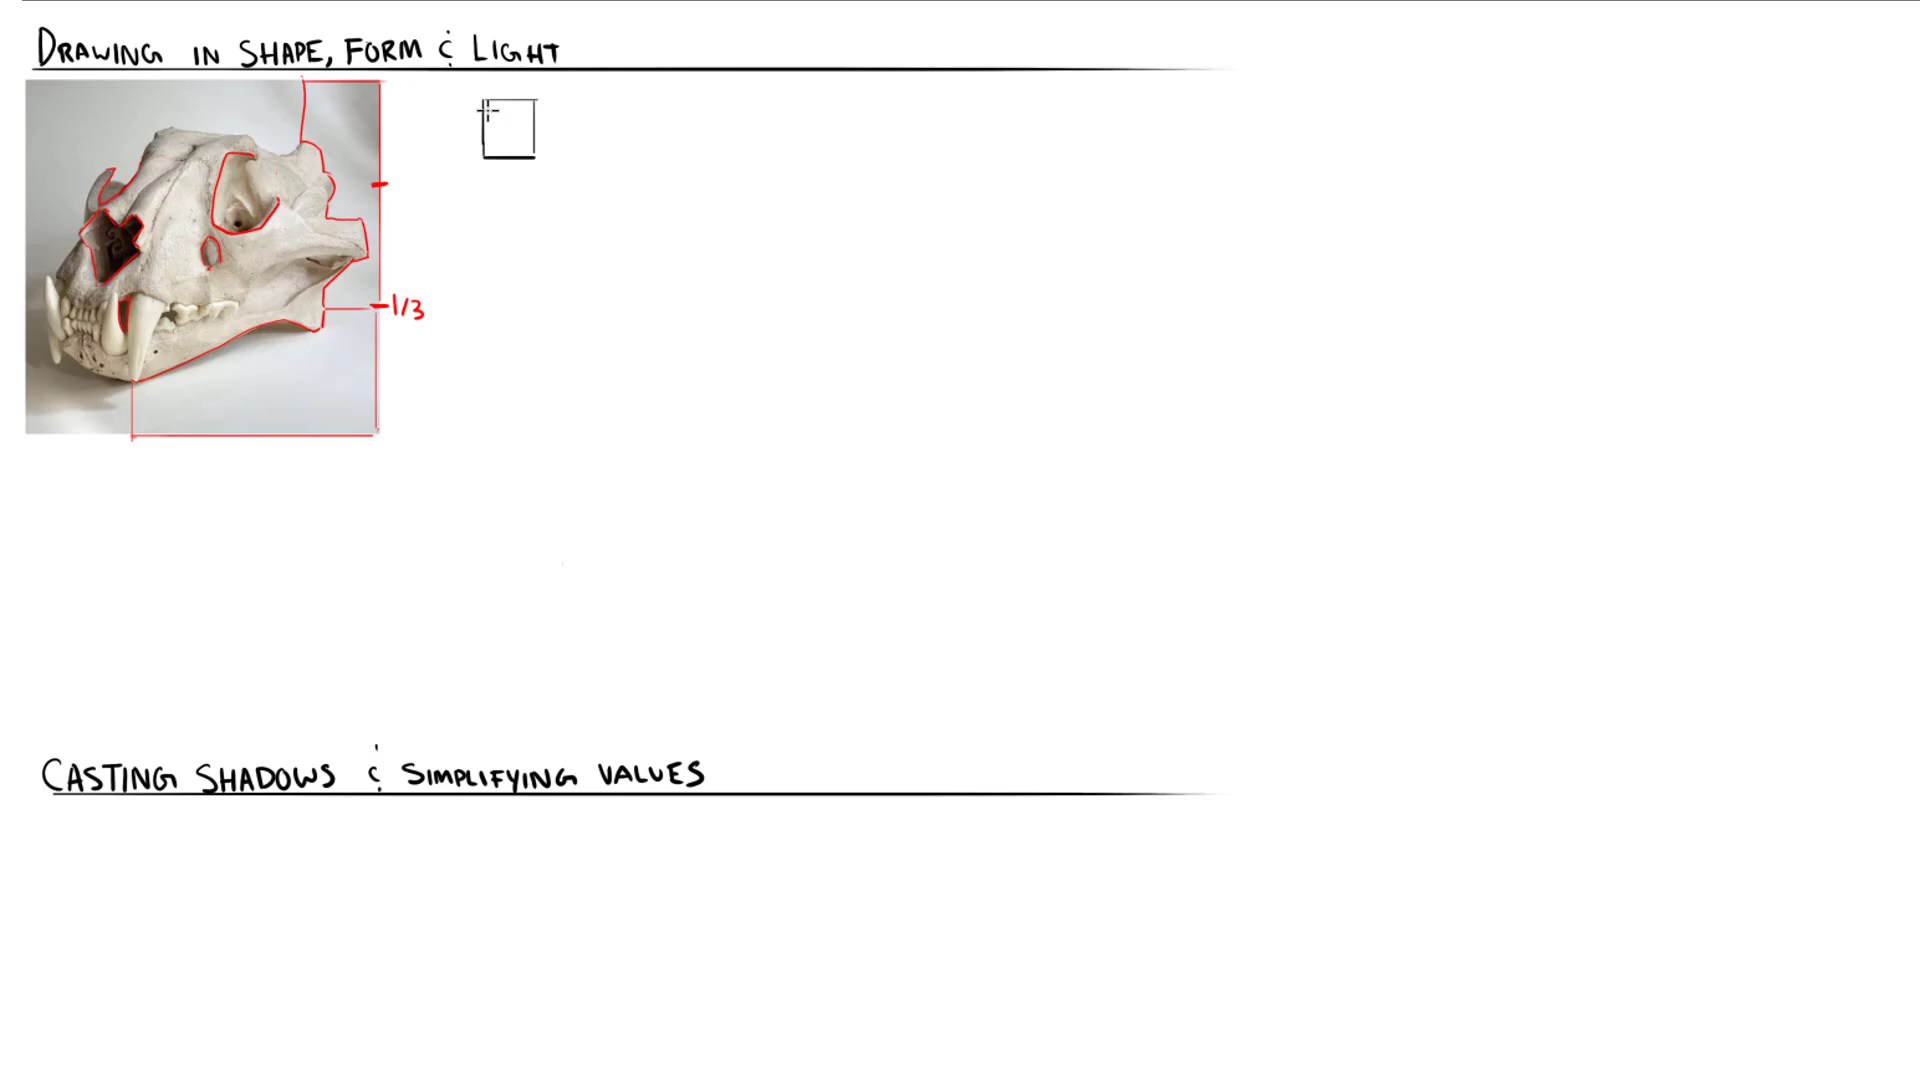 DRAWING IN SHAPE, FORM & LIGHT
1/3
CASTING SHADOWS & SIMPLIFYING VALUES